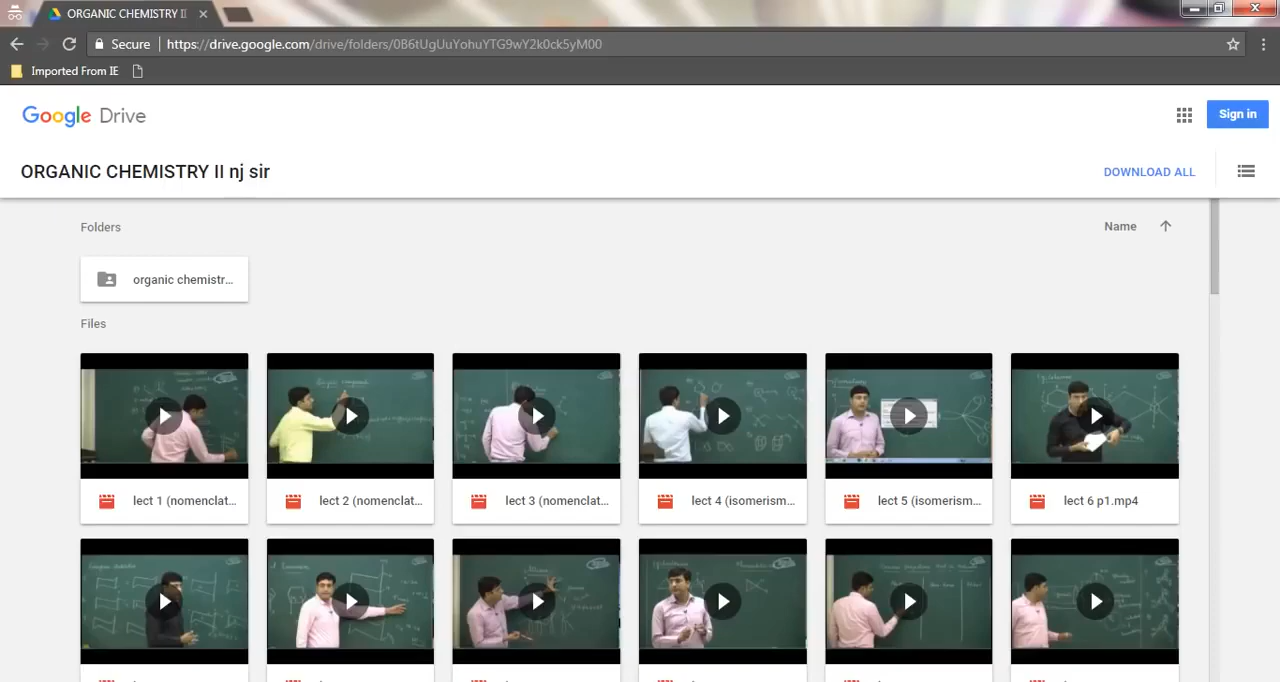 ORGANIC CHEMISTRY II
Secure
https://drive.google.com/drive/folders/0B6tUgUuYohuYTG9wY2k0ck5yM00
Imported From IE
Google Drive
Sign in
ORGANIC CHEMISTRY II nj sir
DOWNLOAD ALL
Folders
Name
organic chemistr...
Files
lect 1 (nomenclat...
lect 2 (nomenclat...
lect 3 (nomenclat...
lect 4 (isomerism...
lect 5 (isomerism...
lect 6 p1.mp4